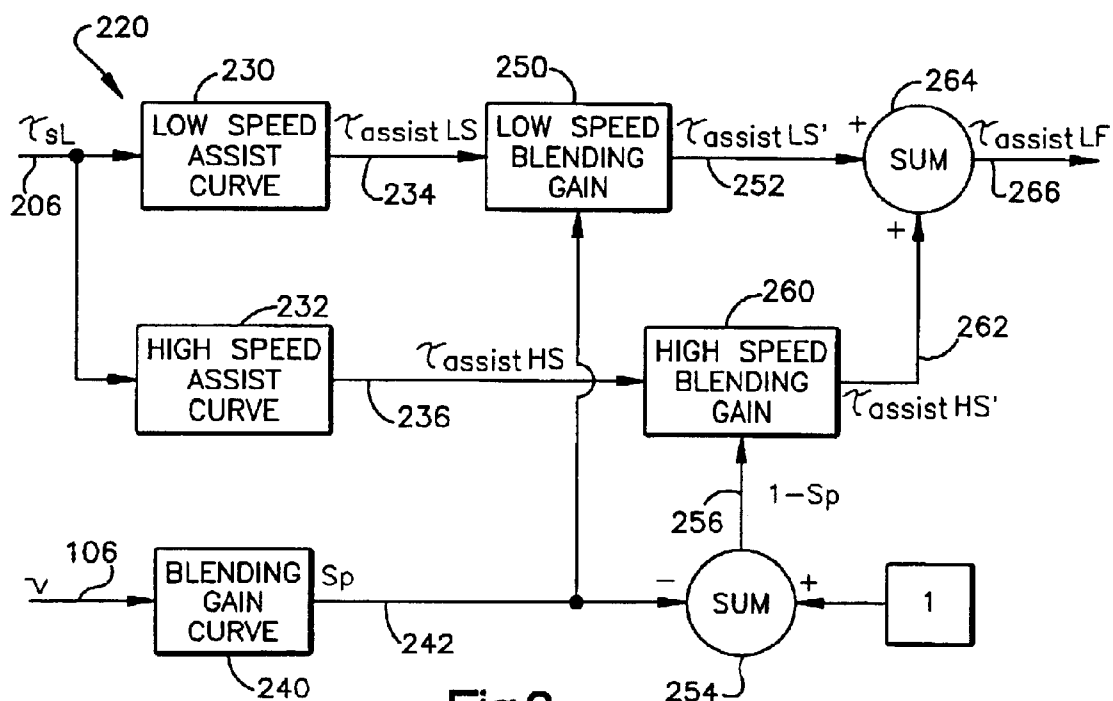 220
230
250
264
τsL
LOW SPEED
ASSIST
CURVE
τassist LS
LOW SPEED
BLENDING
GAIN
τassist LS'
+
SUM
τassist LF
206
234
252
266
+
232
260
262
HIGH SPEED
ASSIST
CURVE
τassist HS
HIGH SPEED
BLENDING
GAIN
236
τassist HS'
256
1-Sp
106
v
BLENDING
GAIN
CURVE
Sp
-
SUM
+
1
242
240
254